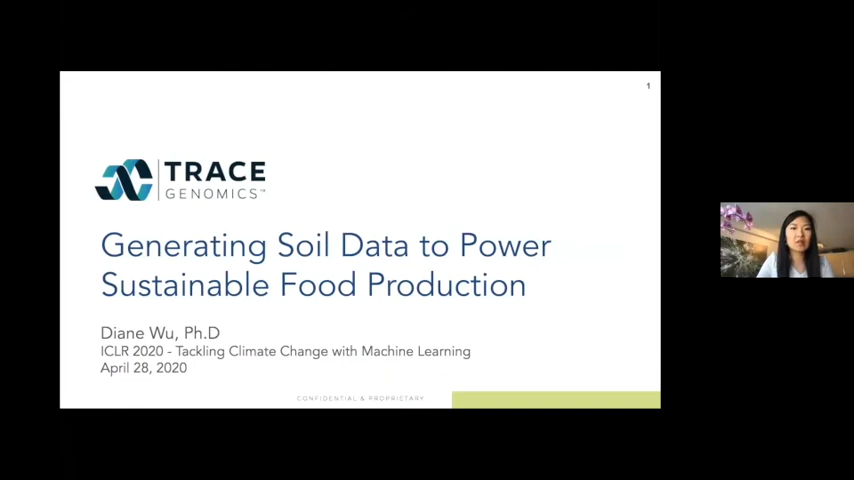 1
TRACE
GENOMICS™
Generating Soil Data to Power
Sustainable Food Production
Diane Wu, Ph.D
ICLR 2020 - Tackling Climate Change with Machine Learning
April 28, 2020
CONFIDENTIAL & PROPRIETARY